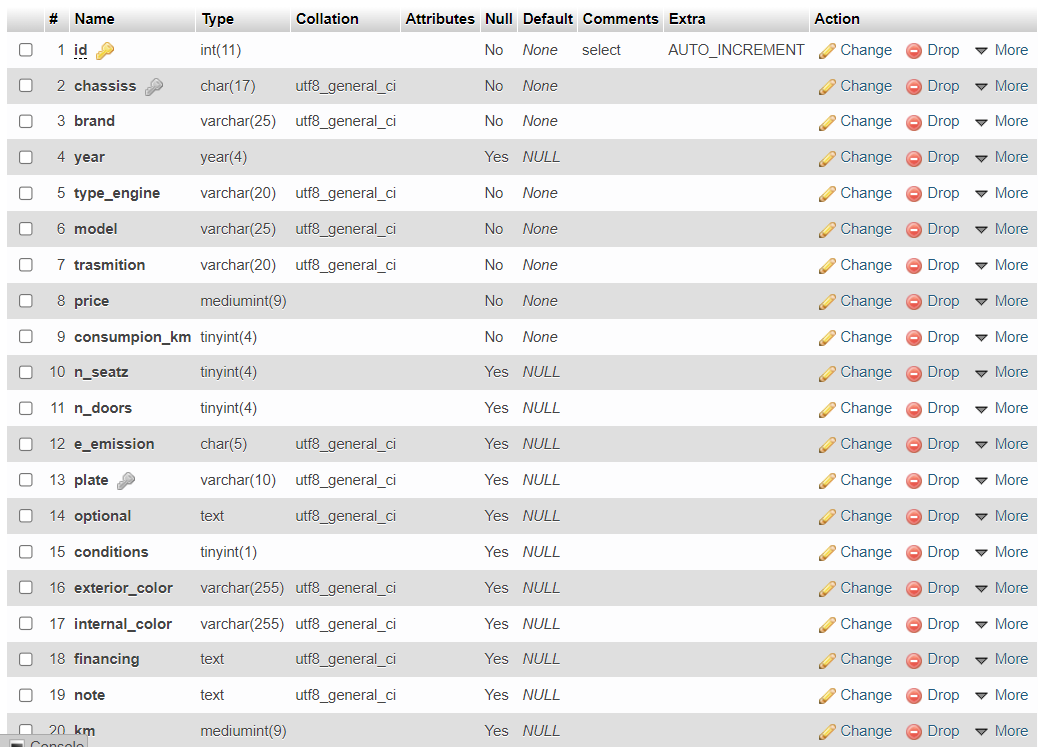 # Name Type Collation Attributes Null Default Comments Extra Action
1 id int(11) No None select AUTO_INCREMENT Change Drop More
2 chassiss char(17) utf8_general_ci No None Change Drop More
3 brand varchar(25) utf8_general_ci No None Change Drop More
4 year year(4) Yes NULL Change Drop More
5 type_engine varchar(20) utf8_general_ci No None Change Drop More
6 model varchar(25) utf8_general_ci No None Change Drop More
7 trasmition varchar(20) utf8_general_ci No None Change Drop More
8 price mediumint(9) No None Change Drop More
9 consumpion_km tinyint(4) No None Change Drop More
10 n_seatz tinyint(4) Yes NULL Change Drop More
11 n_doors tinyint(4) Yes NULL Change Drop More
12 e_emission char(5) utf8_general_ci Yes NULL Change Drop More
13 plate varchar(10) utf8_general_ci Yes NULL Change Drop More
14 optional text utf8_general_ci Yes NULL Change Drop More
15 conditions tinyint(1) Yes NULL Change Drop More
16 exterior_color varchar(255) utf8_general_ci Yes NULL Change Drop More
17 internal_color varchar(255) utf8_general_ci Yes NULL Change Drop More
18 financing text utf8_general_ci Yes NULL Change Drop More
19 note text utf8_general_ci Yes NULL Change Drop More
20 km mediumint(9) Yes NULL Change Drop More
Console